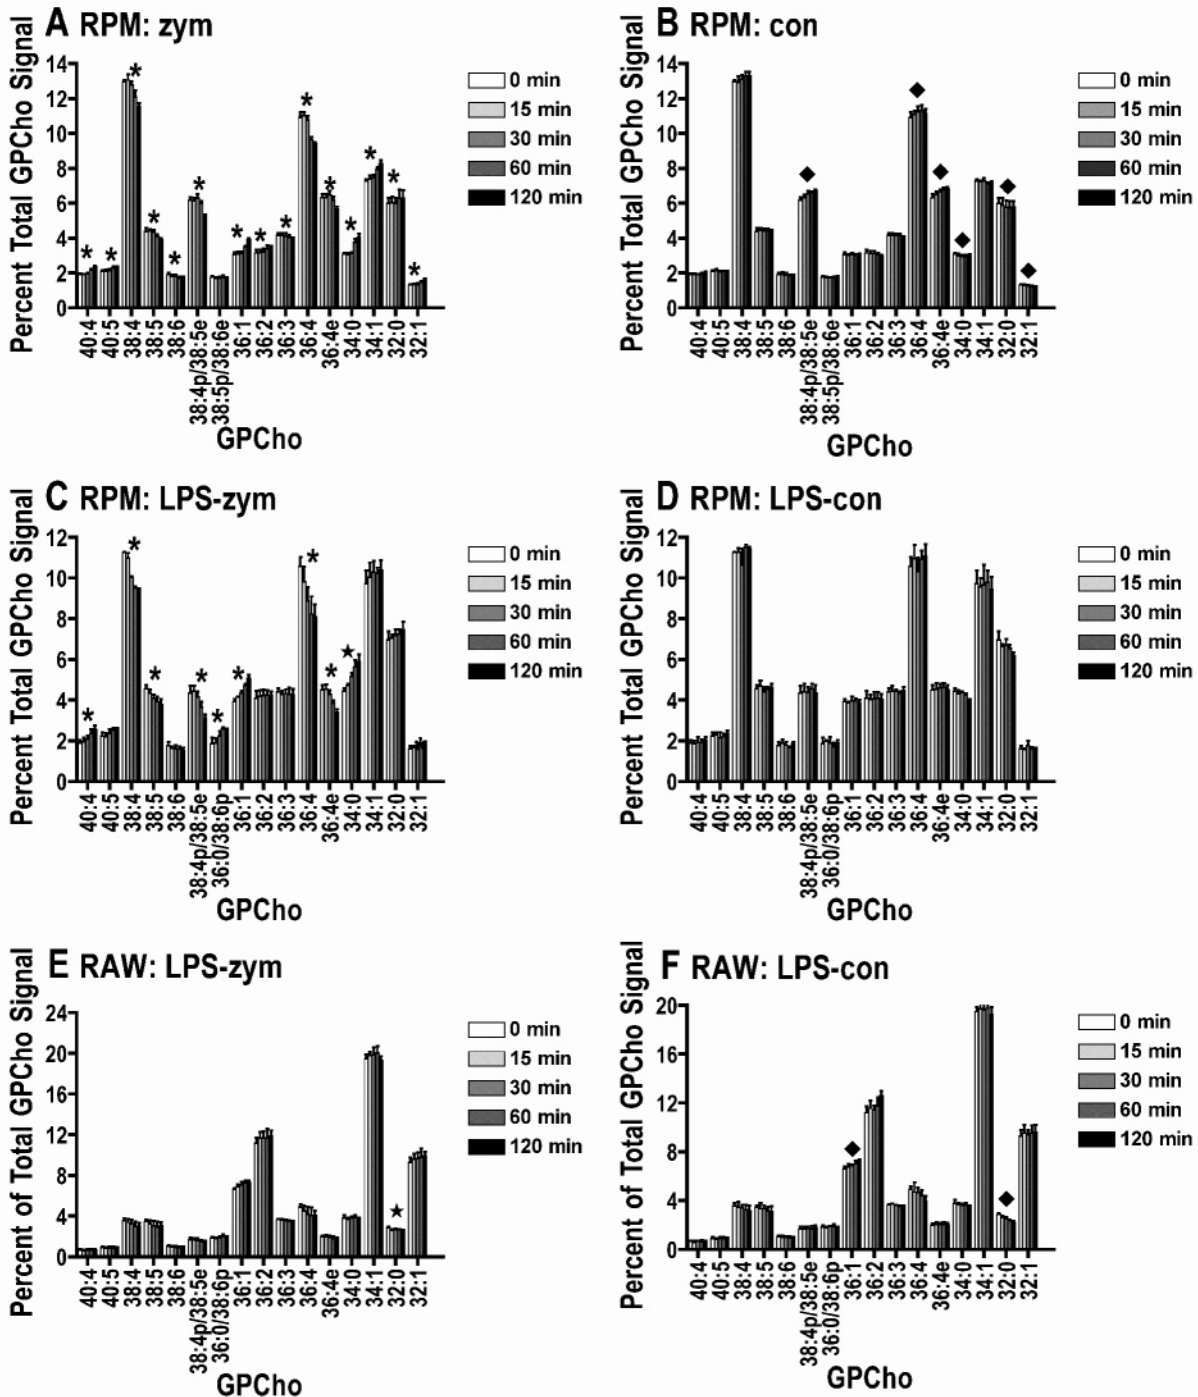 A RPM: zym
Percent Total GPCho Signal
14
12
10
8
6
4
2
0
* * * * * * * * * * * * * * *
0 min
15 min
30 min
60 min
120 min
40:4
40:5
38:4
38:5
38:6
38:4p/38:5e
38:5p/38:6e
36:1
36:2
36:3
36:4
36:4e
34:0
34:1
32:0
32:1
GPCho
B RPM: con
Percent Total GPCho Signal
14
12
10
8
6
4
2
0
◆ ◆ ◆ ◆ ◆ ◆
0 min
15 min
30 min
60 min
120 min
40:4
40:5
38:4
38:5
38:6
38:4p/38:5e
38:5p/38:6e
36:1
36:2
36:3
36:4
36:4e
34:0
34:1
32:0
32:1
GPCho
C RPM: LPS-zym
Percent Total GPCho Signal
12
10
8
6
4
2
0
* * * * * * * * ★
0 min
15 min
30 min
60 min
120 min
40:4
40:5
38:4
38:5
38:6
38:4p/38:5e
36:0/38:6p
36:1
36:2
36:3
36:4
36:4e
34:0
34:1
32:0
32:1
GPCho
D RPM: LPS-con
Percent Total GPCho Signal
12
10
8
6
4
2
0
0 min
15 min
30 min
60 min
120 min
40:4
40:5
38:4
38:5
38:6
38:4p/38:5e
36:0/38:6p
36:1
36:2
36:3
36:4
36:4e
34:0
34:1
32:0
32:1
GPCho
E RAW: LPS-zym
Percent of Total GPCho Signal
24
20
16
12
8
4
0
★
0 min
15 min
30 min
60 min
120 min
40:4
40:5
38:4
38:5
38:6
38:4p/38:5e
36:0/38:6p
36:1
36:2
36:3
36:4
36:4e
34:0
34:1
32:0
32:1
GPCho
F RAW: LPS-con
Percent of Total GPCho Signal
20
16
12
8
4
0
◆ ◆
0 min
15 min
30 min
60 min
120 min
40:4
40:5
38:4
38:5
38:6
38:4p/38:5e
36:0/38:6p
36:1
36:2
36:3
36:4
36:4e
34:0
34:1
32:0
32:1
GPCho